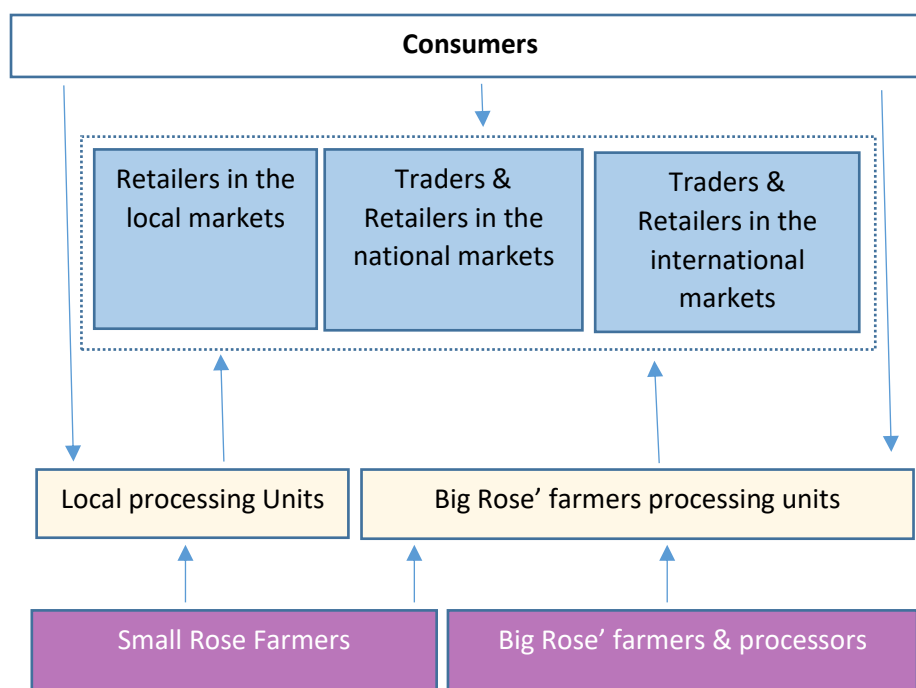 Consumers
Retailers in the
local markets
Traders &
Retailers in the
national markets
Traders &
Retailers in the
international
markets
Local processing Units
Big Rose’ farmers processing units
Small Rose Farmers
Big Rose’ farmers & processors